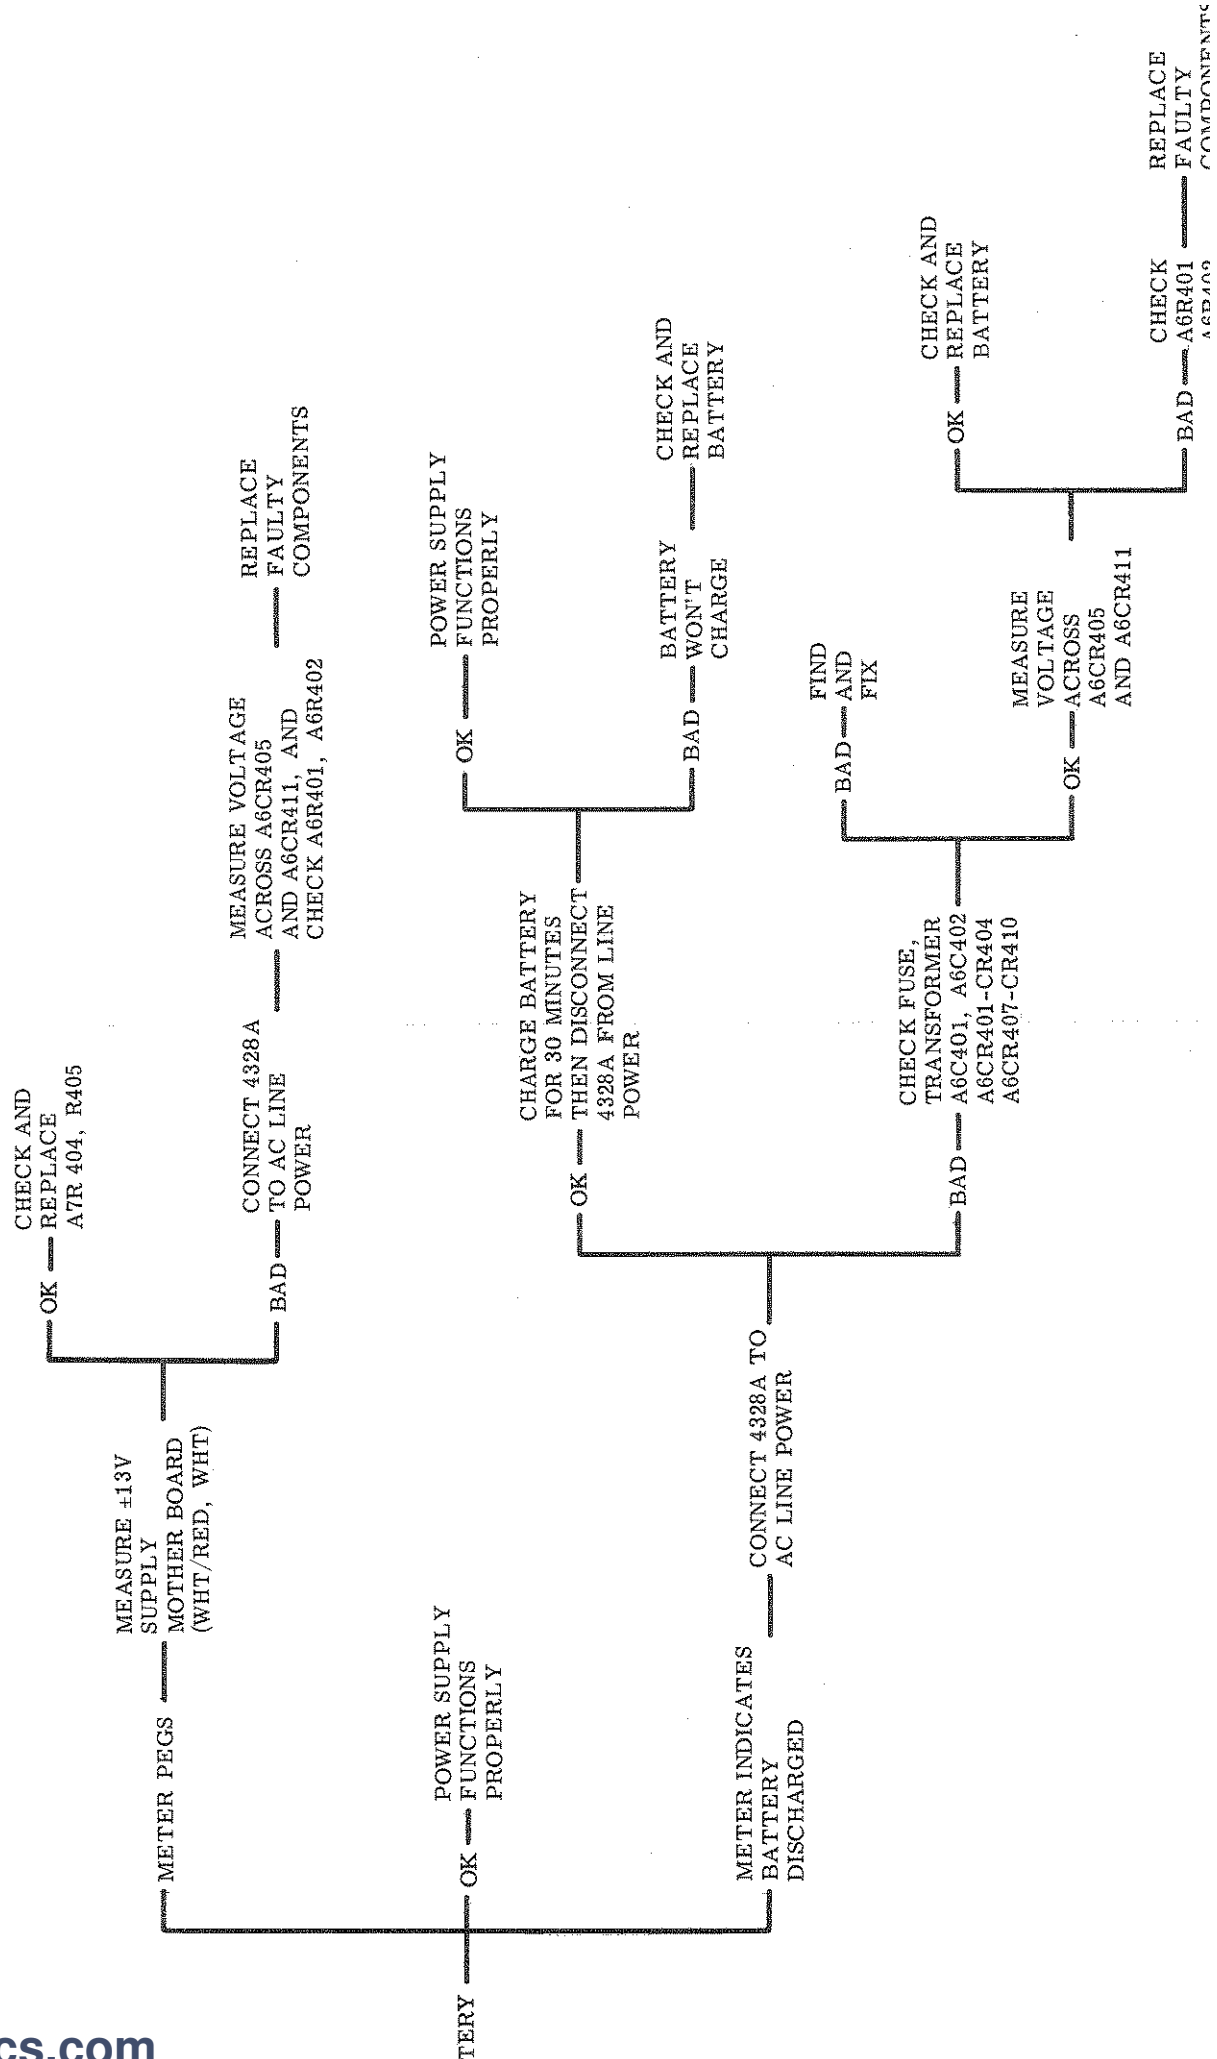 TERY
METER PEGS
MEASURE ±13V
SUPPLY
MOTHER BOARD
(WHT/RED, WHT)
OK
CHECK AND
REPLACE
A7R 404, R405
BAD
CONNECT 4328A
TO AC LINE
POWER
MEASURE VOLTAGE
ACROSS A6CR405
AND A6CR411, AND
CHECK A6R401, A6R402
REPLACE
FAULTY
COMPONENTS
OK
POWER SUPPLY
FUNCTIONS
PROPERLY
METER INDICATES
BATTERY
DISCHARGED
CONNECT 4328A TO
AC LINE POWER
OK
CHARGE BATTERY
FOR 30 MINUTES
THEN DISCONNECT
4328A FROM LINE
POWER
OK
POWER SUPPLY
FUNCTIONS
PROPERLY
BAD
BATTERY
WON'T
CHARGE
CHECK AND
REPLACE
BATTERY
BAD
CHECK FUSE,
TRANSFORMER
A6C401, A6C402
A6CR401-CR404
A6CR407-CR410
BAD
FIND
AND
FIX
OK
MEASURE
VOLTAGE
ACROSS
A6CR405
AND A6CR411
OK
CHECK AND
REPLACE
BATTERY
BAD
CHECK
A6R401
A6R402
REPLACE
FAULTY
COMPONENTS
cs.com